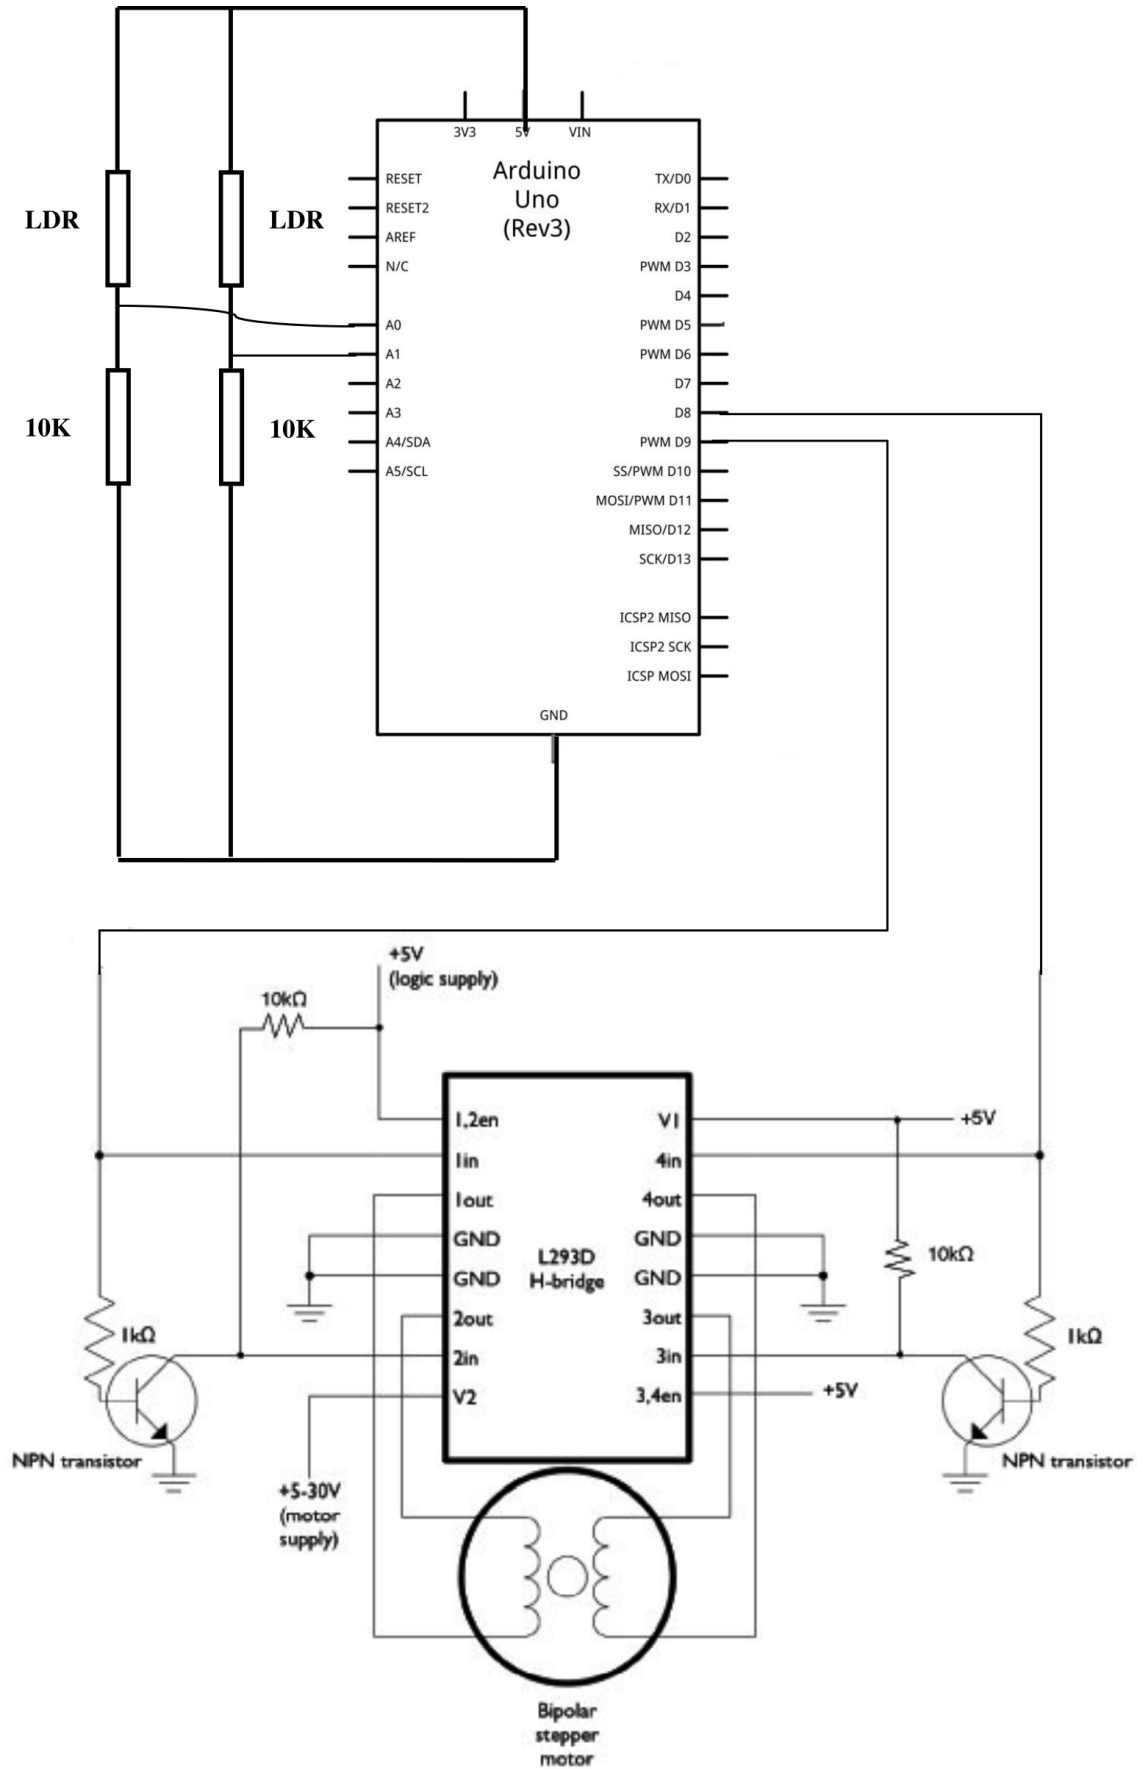 3V3
5V
VIN
Arduino
Uno
(Rev3)
RESET
RESET2
AREF
N/C
A0
A1
A2
A3
A4/SDA
A5/SCL
TX/D0
RX/D1
D2
PWM D3
D4
PWM D5
PWM D6
D7
D8
PWM D9
SS/PWM D10
MOSI/PWM D11
MISO/D12
SCK/D13
ICSP2 MISO
ICSP2 SCK
ICSP MOSI
GND
LDR
LDR
10K
10K
+5V
(logic supply)
10kΩ
1,2en
1in
1out
GND
GND
2out
2in
V2
L293D
H-bridge
V1
4in
4out
GND
GND
3out
3in
3,4en
+5V
10kΩ
+5V
1kΩ
NPN transistor
1kΩ
NPN transistor
+5-30V
(motor
supply)
Bipolar
stepper
motor